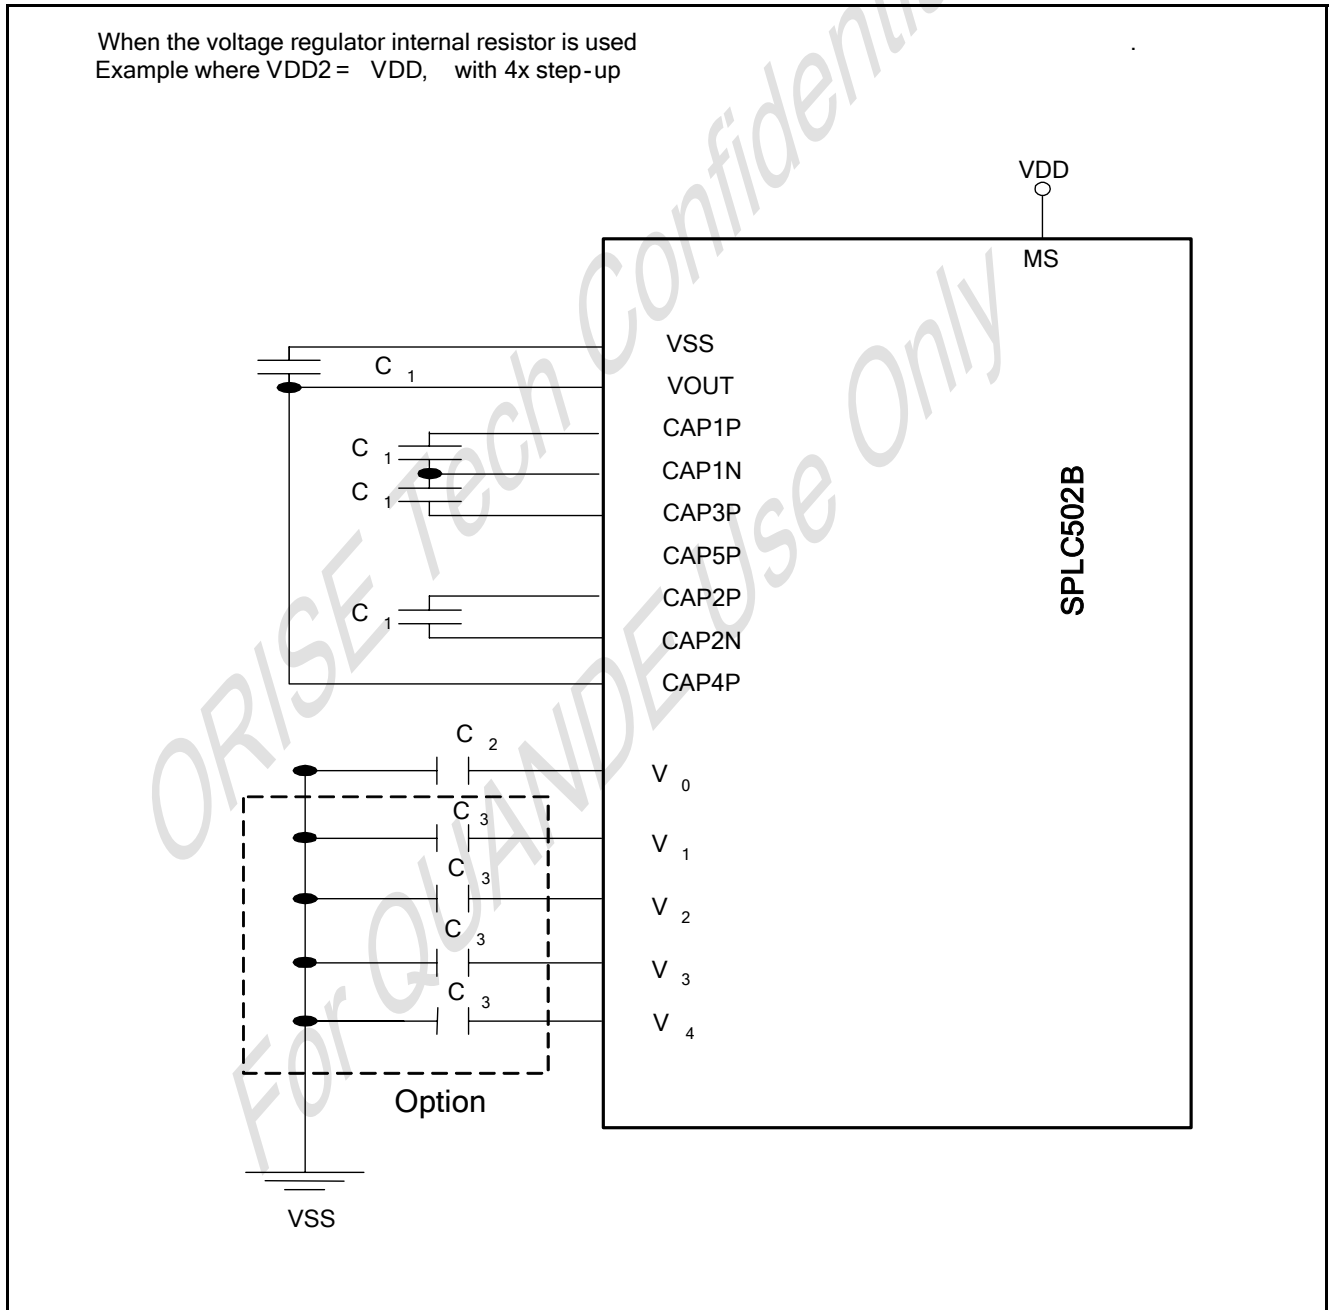 When the voltage regulator internal resistor is used
Example where VDD2 = VDD, with 4x step-up
VDD
MS
VSS
C 1
VOUT
CAP1P
C 1
CAP1N
C 1
CAP3P
CAP5P
CAP2P
C 1
CAP2N
CAP4P
SPLC502B
C 2
V 0
C 3
V 1
C 3
V 2
C 3
V 3
C 3
V 4
Option
VSS
ORISE Tech Confidential
For QUANDE Use Only